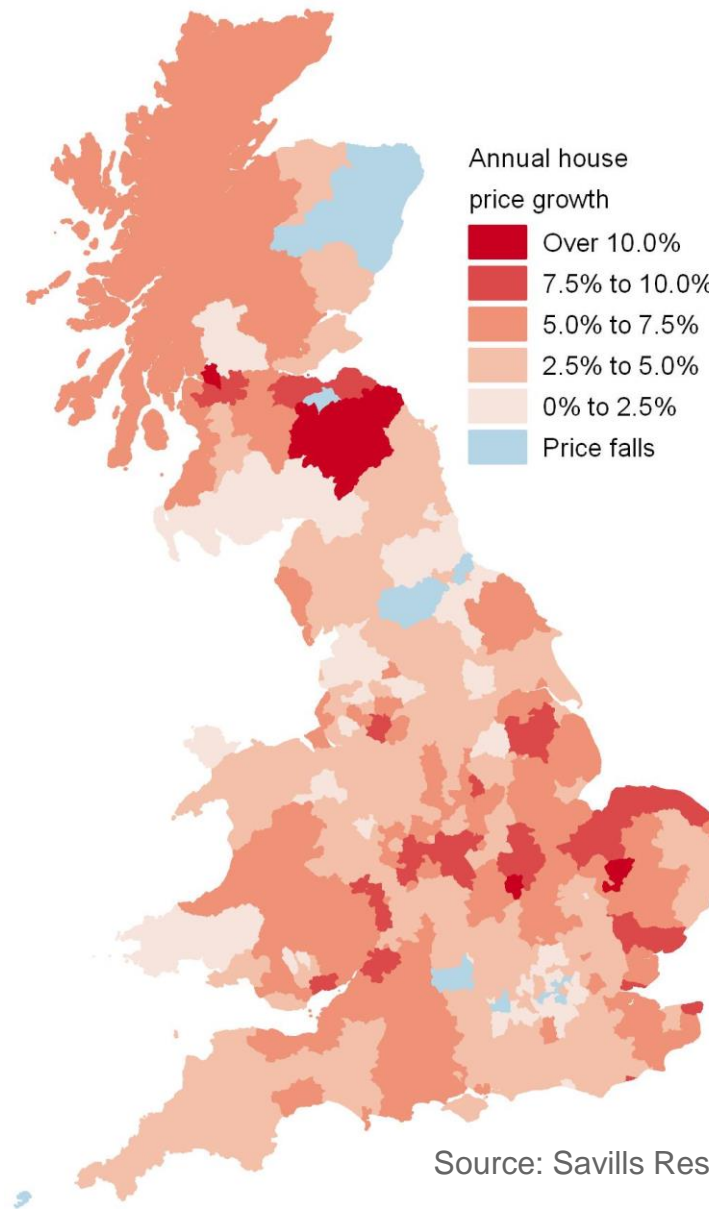 Annual house
price growth
Over 10.0%
7.5% to 10.0%
5.0% to 7.5%
2.5% to 5.0%
0% to 2.5%
Price falls
Source: Savills Res